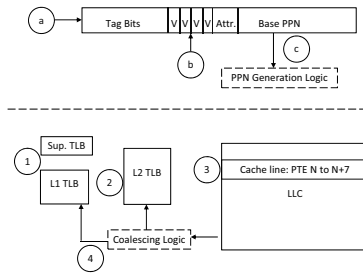 a
Tag Bits V V V V Attr. Base PPN
b
c
PPN Generation Logic
Sup. TLB
1
L1 TLB
2
L2 TLB
3
Cache line: PTE N to N+7
LLC
Coalescing Logic
4